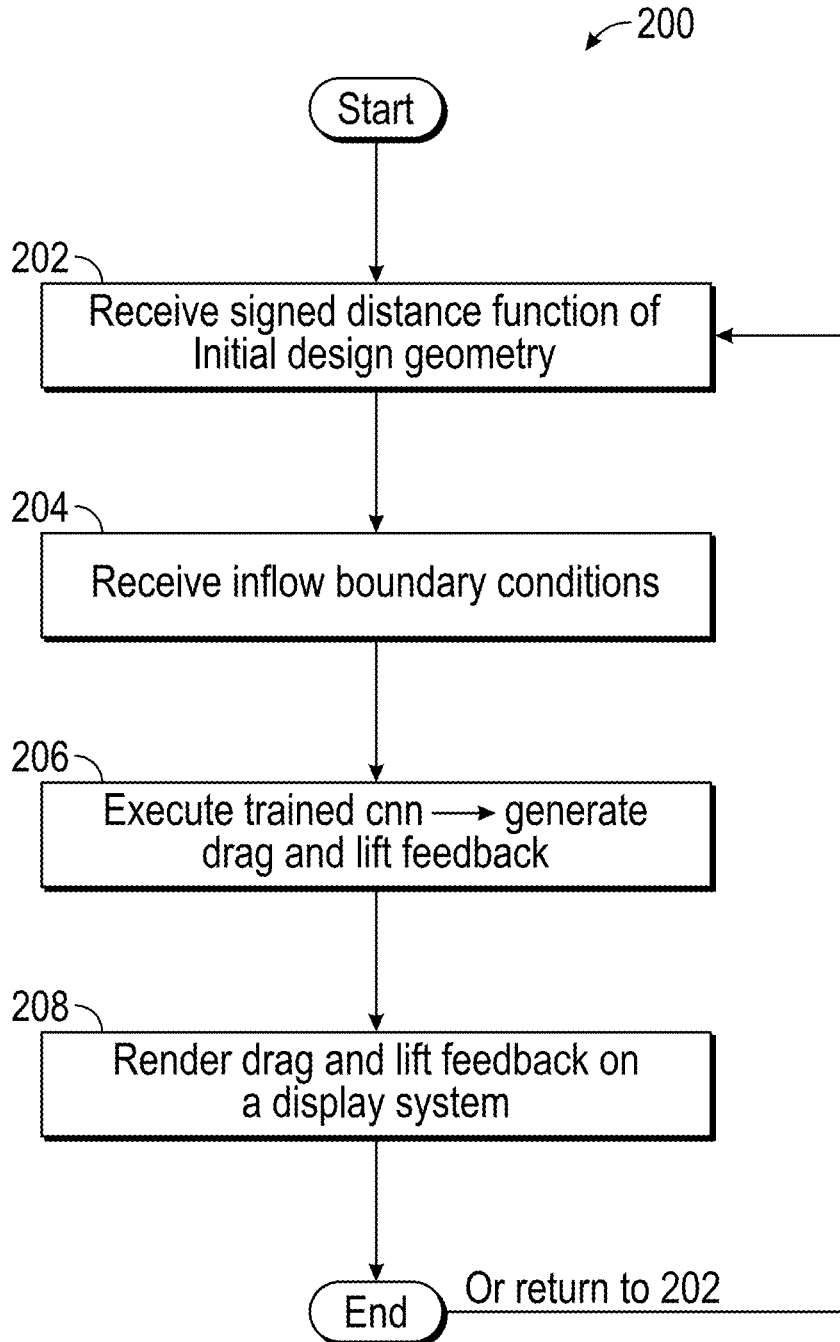 200
Start
202
Receive signed distance function of
Initial design geometry
204
Receive inflow boundary conditions
206
Execute trained cnn → generate
drag and lift feedback
208
Render drag and lift feedback on
a display system
End
Or return to 202